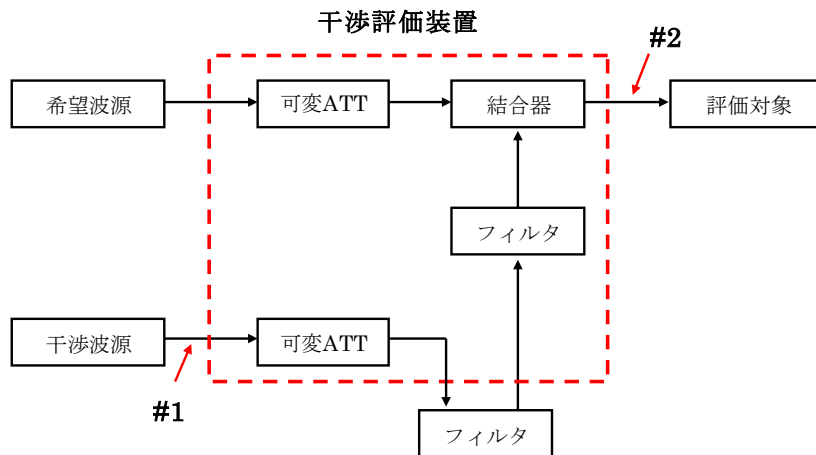 干渉評価装置
#2
希望波源
可変ATT
結合器
評価対象
フィルタ
干渉波源
可変ATT
#1
フィルタ